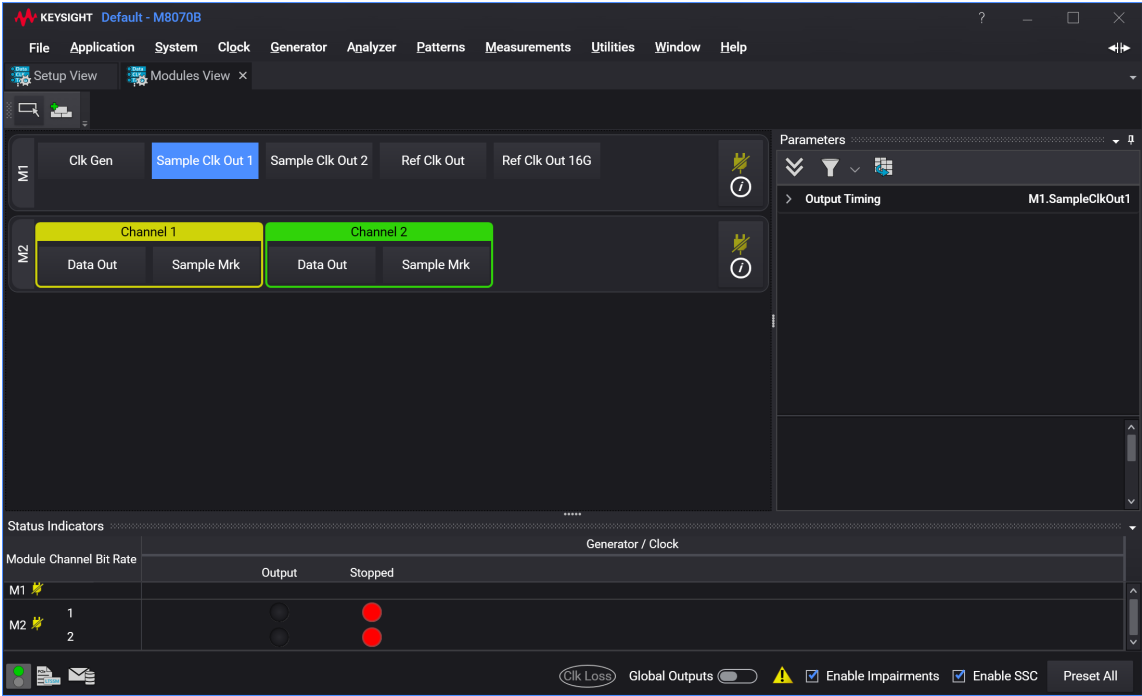 KEYSIGHT Default - M8070B
File Application System Clock Generator Analyzer Patterns Measurements Utilities Window Help
Setup View Modules View
Parameters
M1 Clk Gen Sample Clk Out 1 Sample Clk Out 2 Ref Clk Out Ref Clk Out 16G
Output Timing M1.SampleClkOut1
M2 Channel 1 Channel 2
Data Out Sample Mrk Data Out Sample Mrk
Status Indicators
Generator / Clock
Module Channel Bit Rate
Output Stopped
M1
1
M2
2
Clk Loss Global Outputs Enable Impairments Enable SSC Preset All